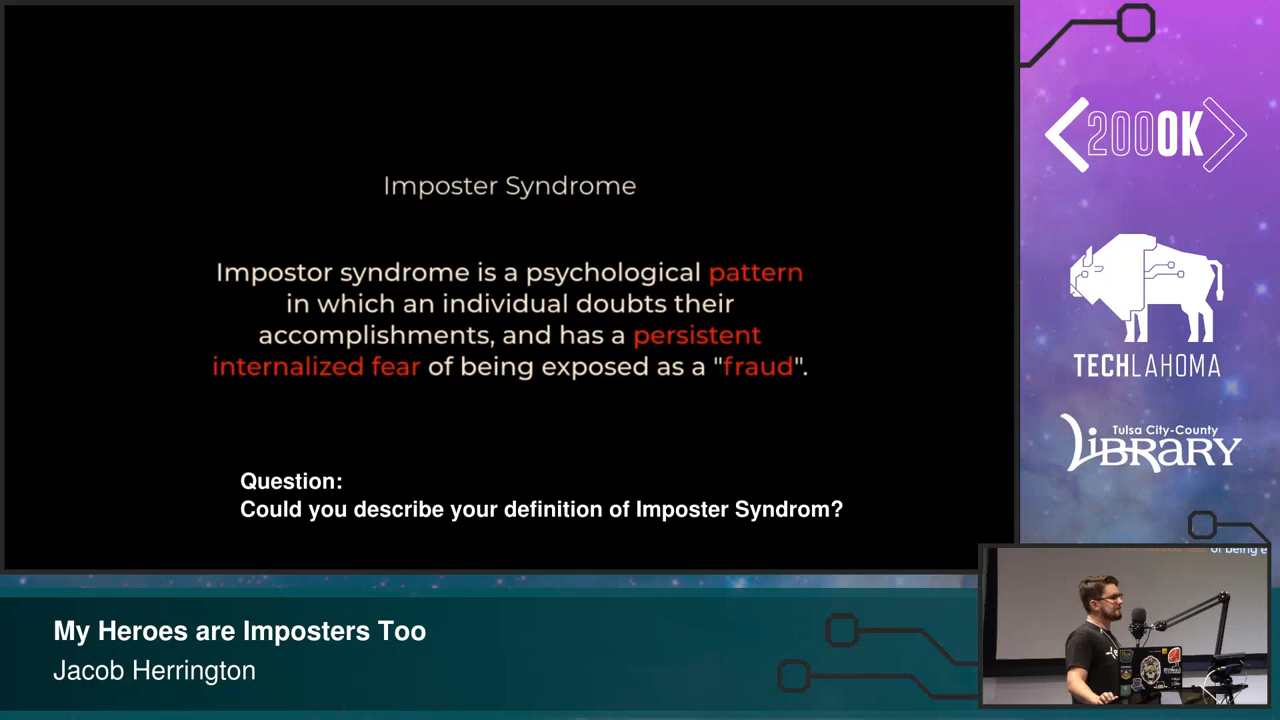 Imposter Syndrome
Impostor syndrome is a psychological pattern
in which an individual doubts their
accomplishments, and has a persistent
internalized fear of being exposed as a "fraud".
Question:
Could you describe your definition of Imposter Syndrom?
200OK
TECHLAHOMA
Tulsa City-County
LiBRARY
of being e
My Heroes are Imposters Too
Jacob Herrington